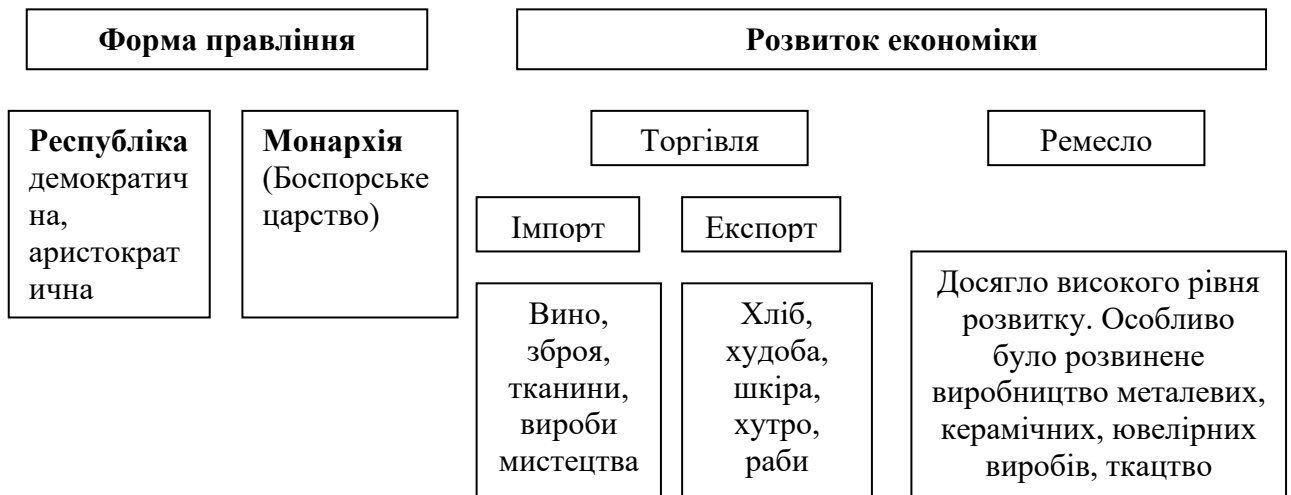 Форма правління
Розвиток економіки
Республіка
демократич
на,
аристократ
ична
Монархія
(Боспорське
царство)
Торгівля
Ремесло
Імпорт
Експорт
Вино,
зброя,
тканини,
вироби
мистецтва
Хліб,
худоба,
шкіра,
хутро,
раби
Досягло високого рівня
розвитку. Особливо
було розвинене
виробництво металевих,
керамічних, ювелірних
виробів, ткацтво